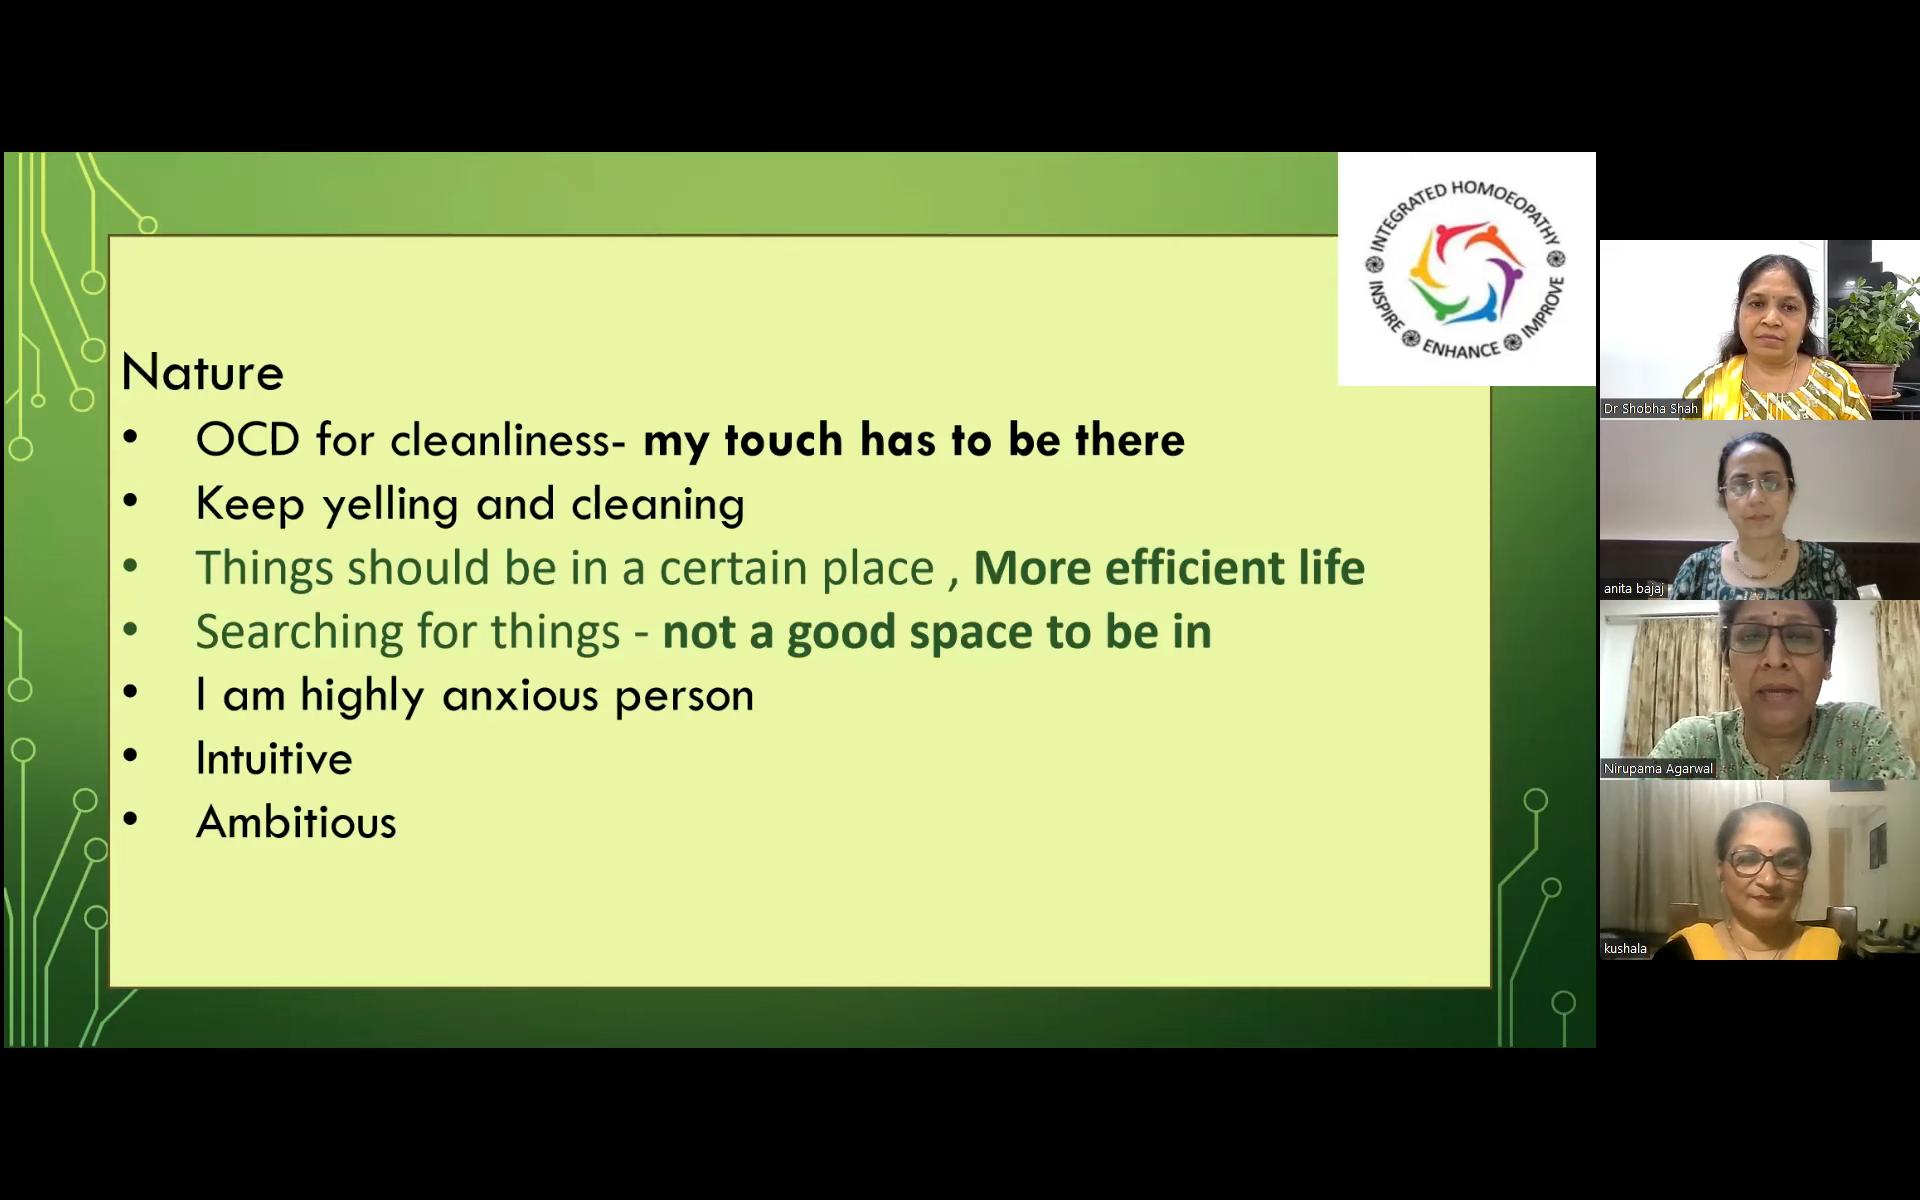 INTEGRATED HOMOEOPATHY
INSPIRE ENHANCE IMPROVE
Nature
• OCD for cleanliness- my touch has to be there
• Keep yelling and cleaning
• Things should be in a certain place , More efficient life
• Searching for things - not a good space to be in
• I am highly anxious person
• Intuitive
• Ambitious
Dr Shobha Shah
anita bajaj
Nirupama Agarwal
kushala